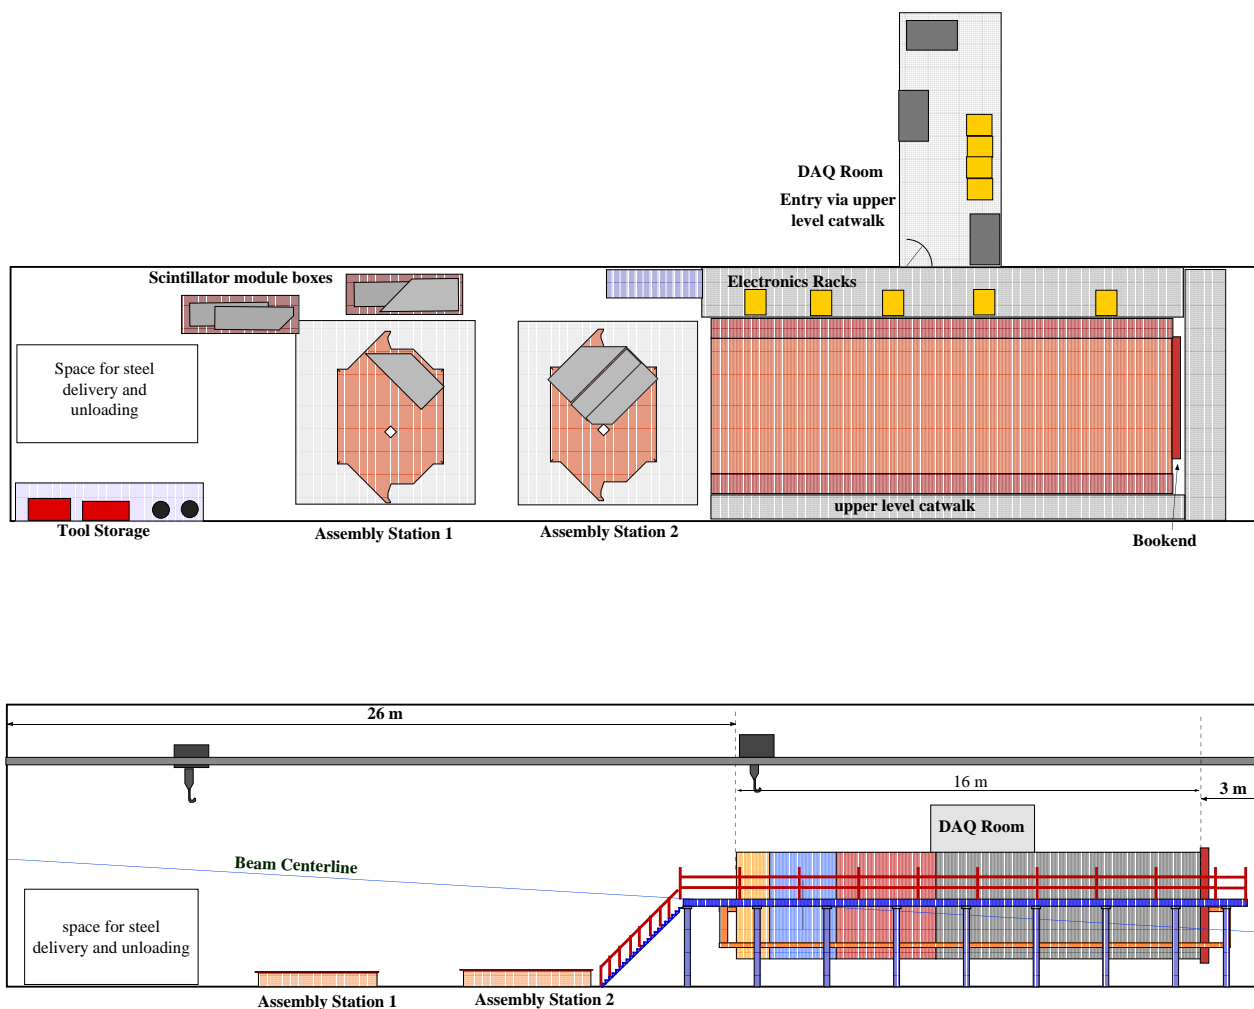 DAQ Room
Entry via upper
level catwalk
Scintillator module boxes
Electronics Racks
Space for steel
delivery and
unloading
upper level catwalk
Tool Storage
Assembly Station 1
Assembly Station 2
Bookend
26 m
16 m
3 m
DAQ Room
Beam Centerline
space for steel
delivery and unloading
Assembly Station 1
Assembly Station 2